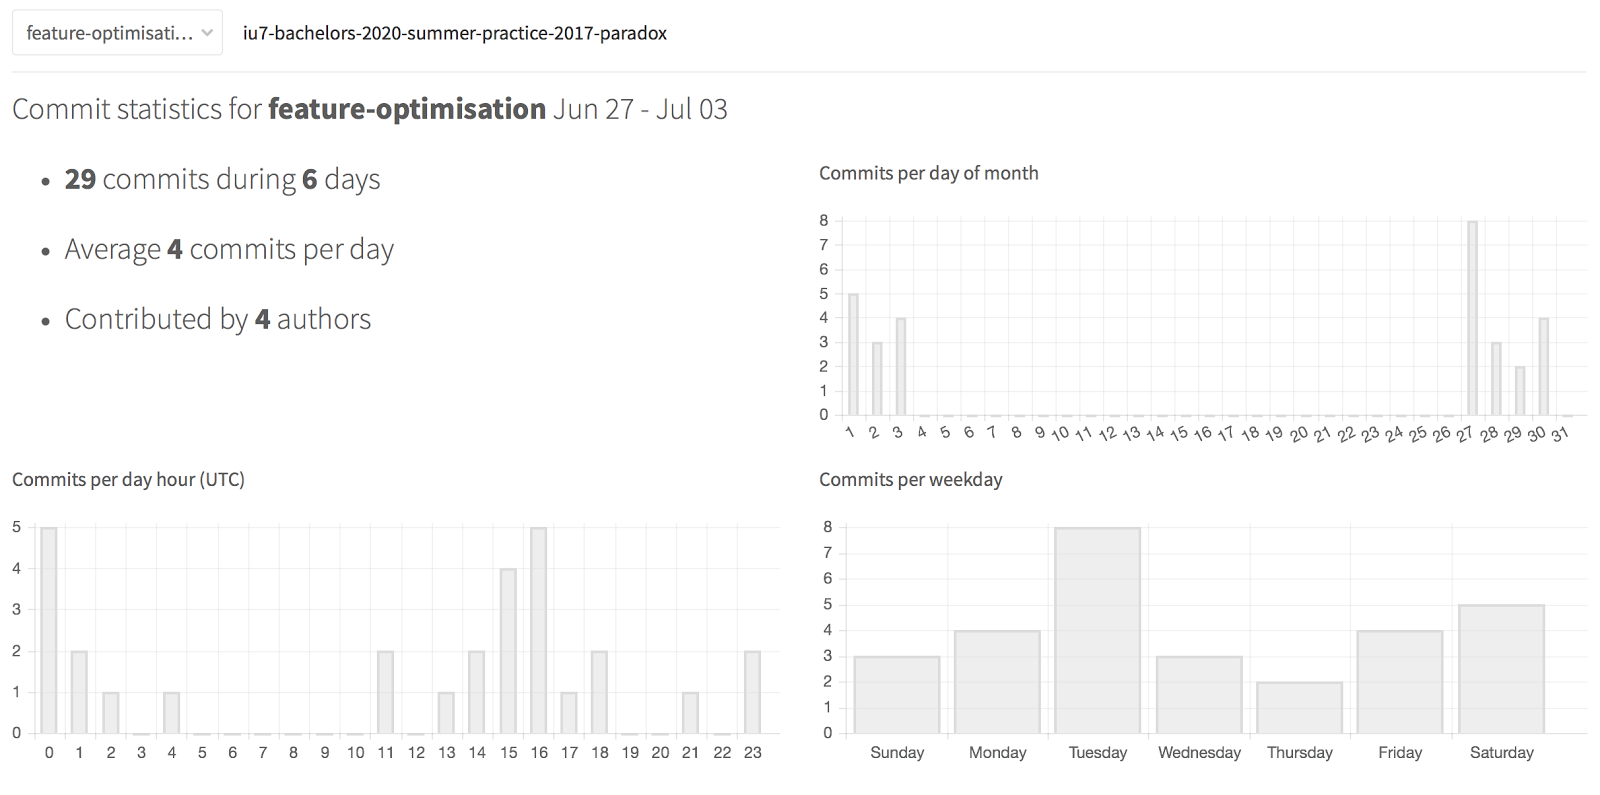 feature-optimisati...
iu7-bachelors-2020-summer-practice-2017-paradox
Commit statistics for feature-optimisation Jun 27 - Jul 03
• 29 commits during 6 days
• Average 4 commits per day
• Contributed by 4 authors
Commits per day of month
8
7
6
5
4
3
2
1
0
1 2 3 4 5 6 7 8 9 10 11 12 13 14 15 16 17 18 19 20 21 22 23 24 25 26 27 28 29 30 31
Commits per day hour (UTC)
5
4
3
2
1
0
0 1 2 3 4 5 6 7 8 9 10 11 12 13 14 15 16 17 18 19 20 21 22 23
Commits per weekday
8
7
6
5
4
3
2
1
0
Sunday Monday Tuesday Wednesday Thursday Friday Saturday